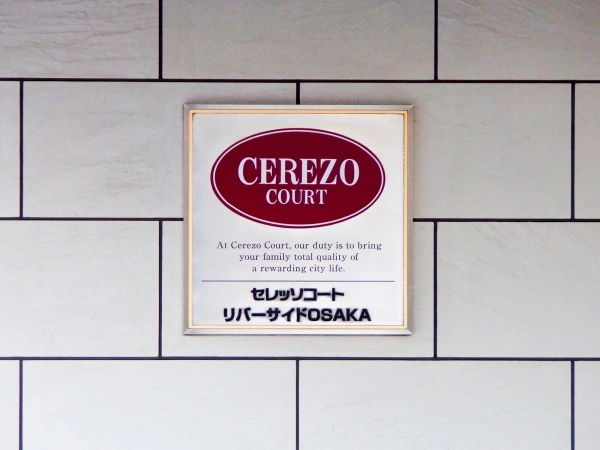 CEREZO
COURT
At Cerezo Court, our duty is to bring
your family total quality of
a rewarding city life.
セレッソコート
リバーサイドOSAKA